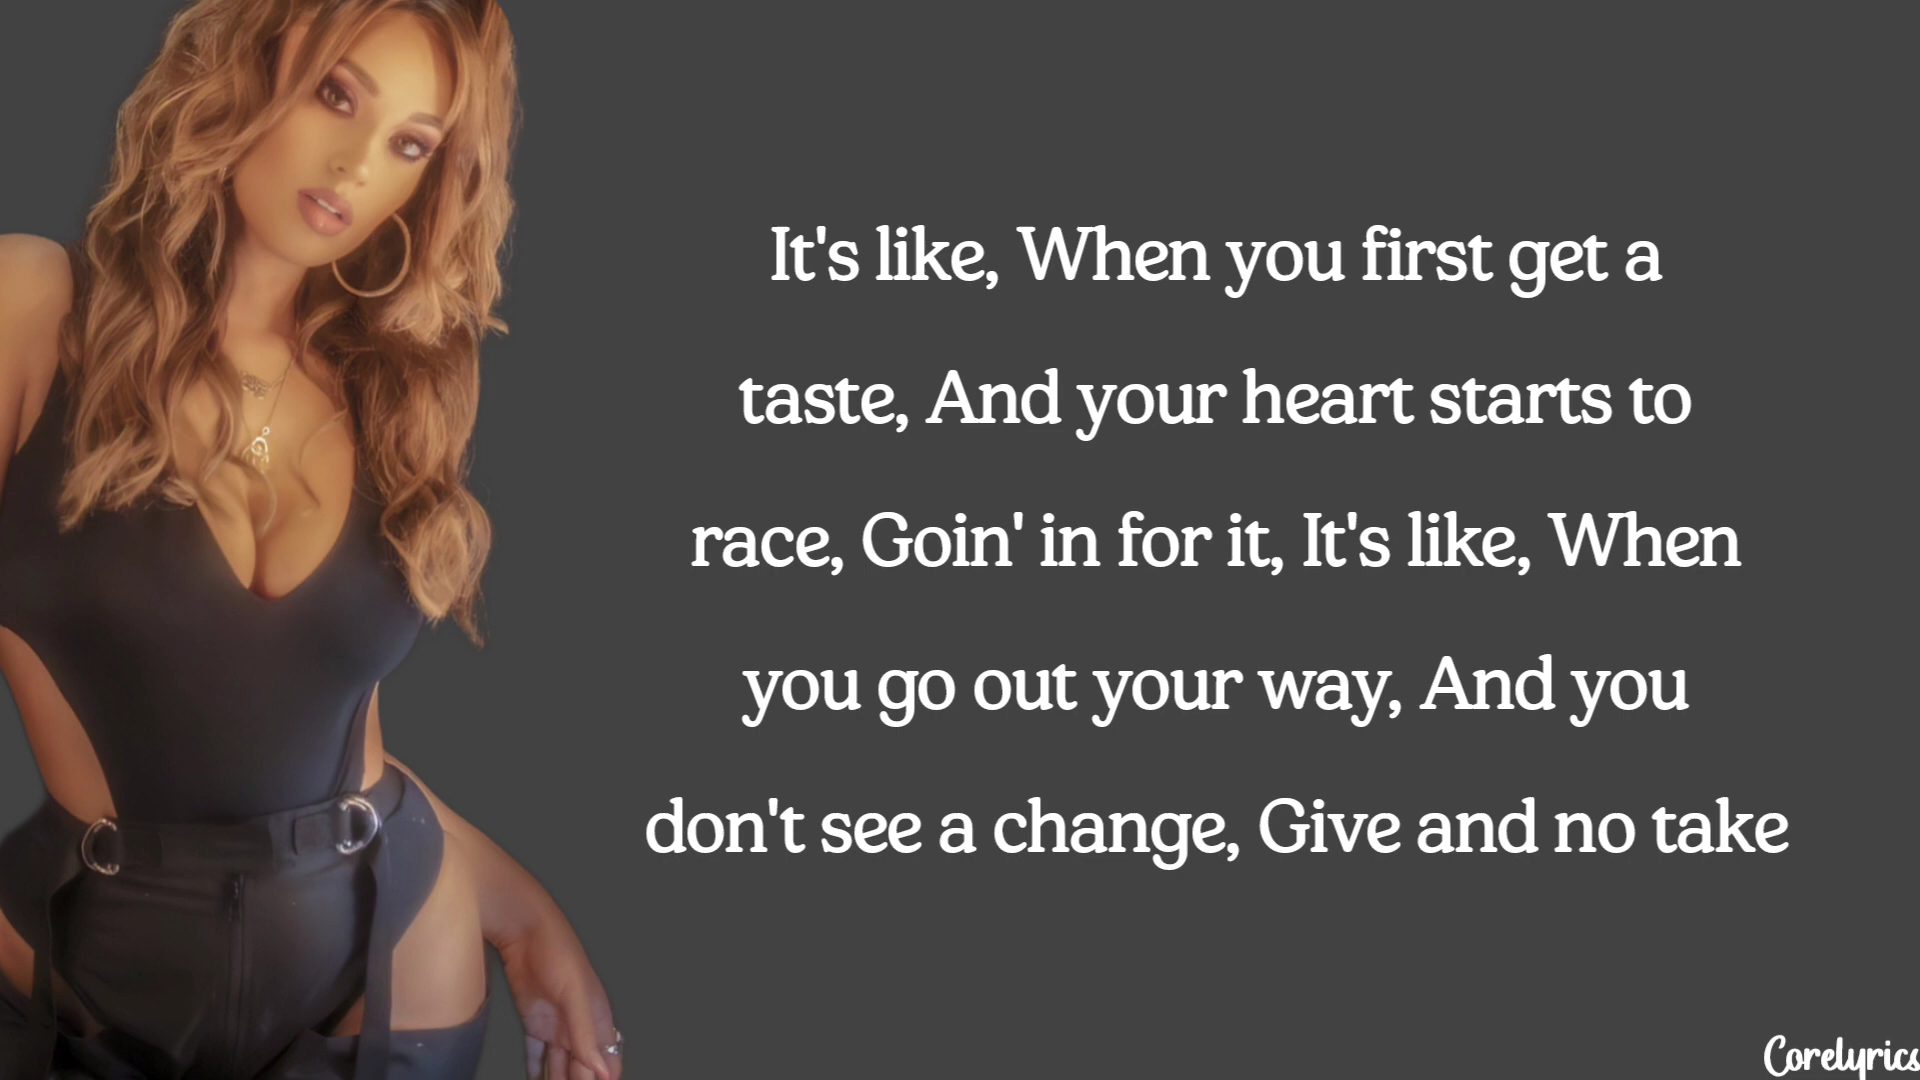 It's like, When you first get a
taste, And your heart starts to
race, Goin' in for it, It's like, When
you go out your way, And you
don't see a change, Give and no take
Corelyrics